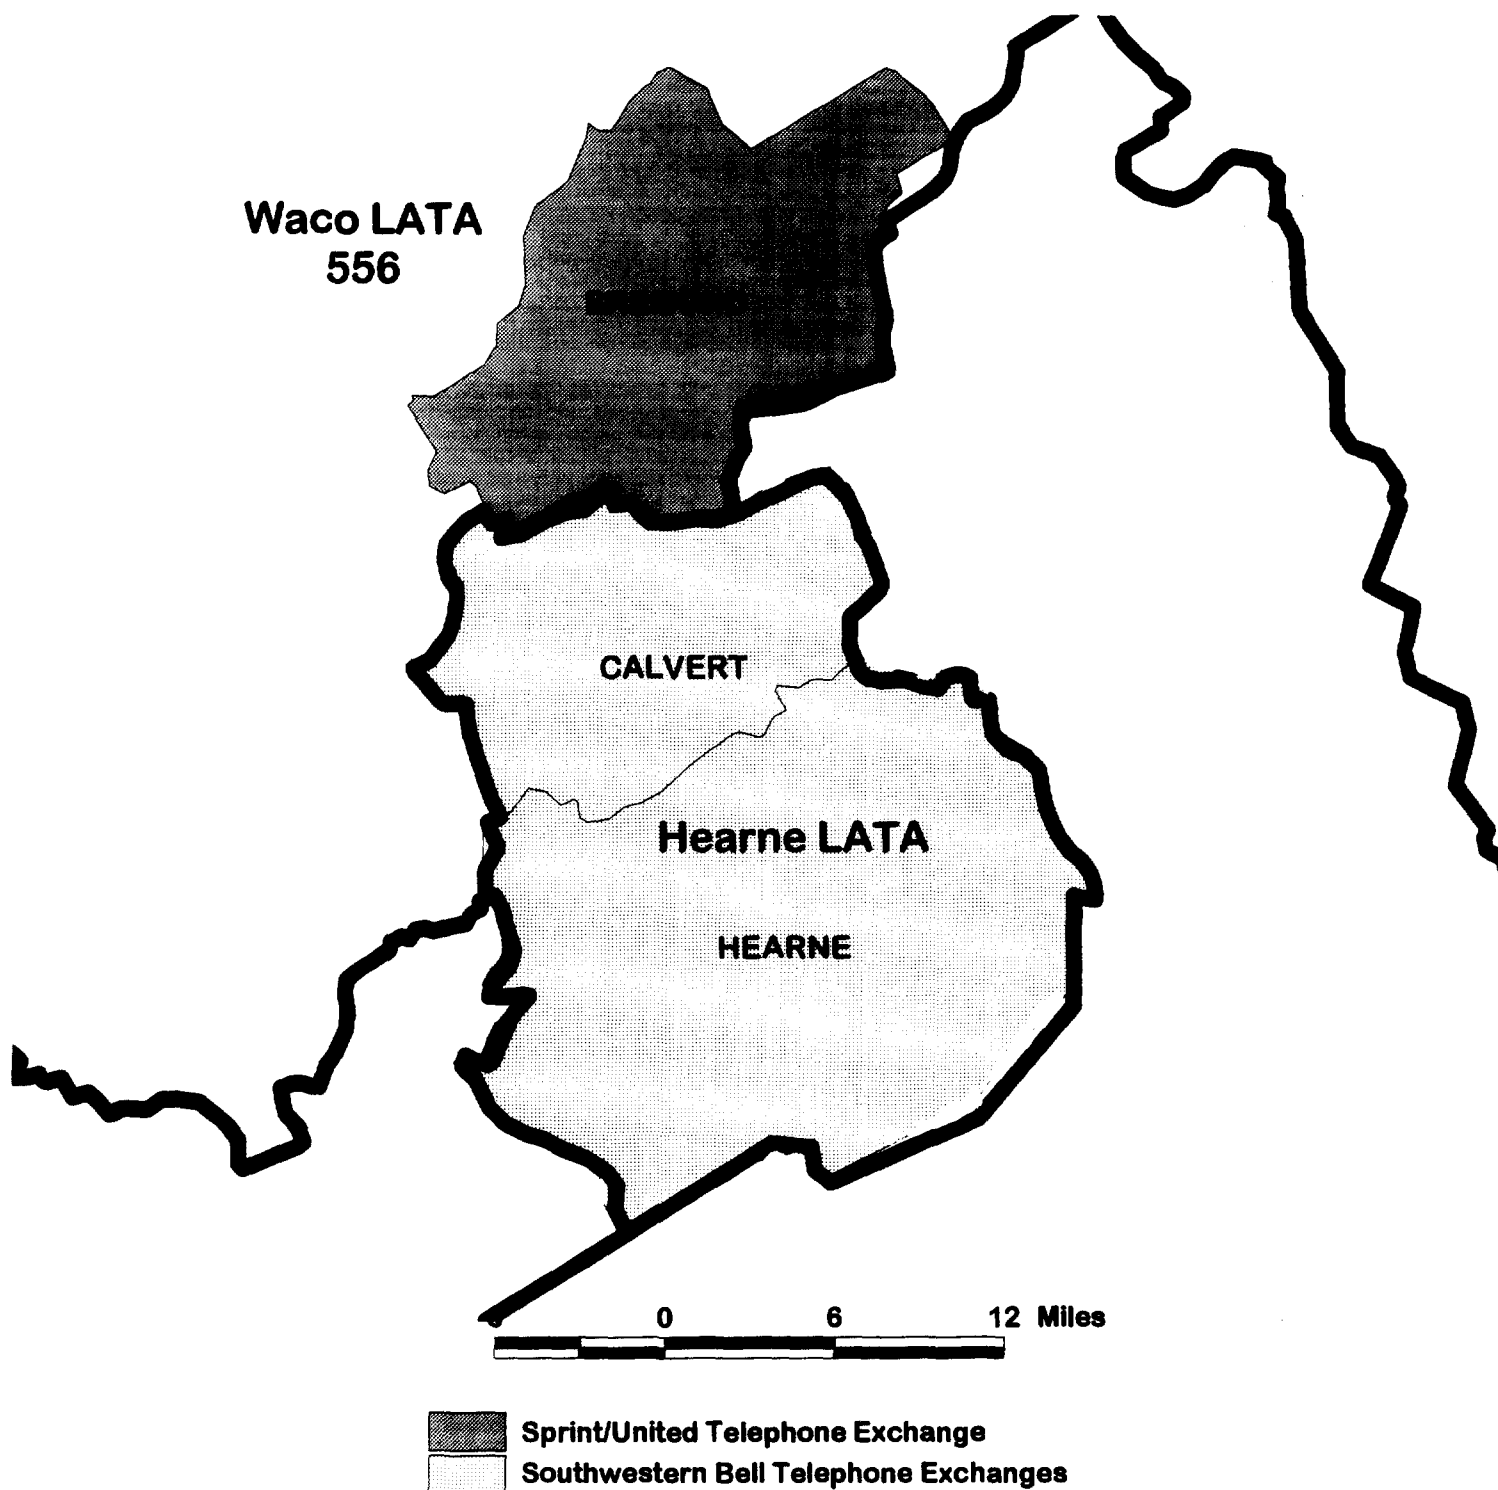 Waco LATA
556
CALVERT
Hearne LATA
HEARNE
0 6 12 Miles
Sprint/United Telephone Exchange
Southwestern Bell Telephone Exchanges